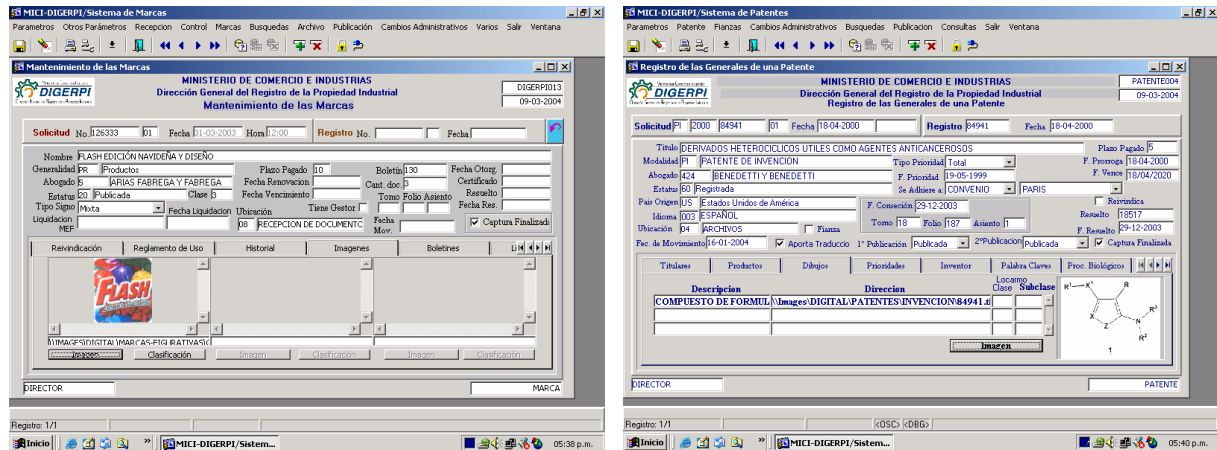 MICI-DIGERPI/Sistema de Marcas
Parametros Otros Parámetros Recepcion Control Marcas Busquedas Archivo Publicación Cambios Administrativos Varios Salir Ventana
Mantenimiento de las Marcas
DIGERPI
MINISTERIO DE COMERCIO E INDUSTRIAS
Dirección General del Registro de la Propiedad Industrial
Mantenimiento de las Marcas
DIGERPI013
09-03-2004
Solicitud No. 126333 01 Fecha 31-03-2003 Hora 12:00 Registro No. Fecha
Nombre FLASH EDICIÓN NAVIDEÑA Y DISEÑO
Generalidad PR Productos Plazo Pagado 10 Boletin 130 Fecha Otorg.
Abogado 5 ARIAS FABREGA Y FABREGA Fecha Renovacion Cant. doc. 3 Certificado
Estatus 20 Publicada Clase 3 Fecha Vencimiento Tomo Folio Asiento Resuelto
Fecha Res.
Tipo Signo Mixta Fecha Liquidacion Ubicación Tiene Gestor
Liquidacion MEF 08 RECEPCION DE DOCUMENTO Fecha Mov. Captura Finalizada
Reivindicación Reglamento de Uso Historial Imagenes Boletines
FLASH
\\IMAGES\DIGITAL\MARCAS-FIGURATIVAS\
Imagen Clasificación Imagen Clasificación Imagen Clasificación
DIRECTOR MARCA
Registro: 1/1
Inicio MICI-DIGERPI/Sistem... 05:38 p.m.
MICI-DIGERPI/Sistema de Patentes
Parametros Patente Fianzas Cambios Administrativos Busquedas Publicacion Consultas Salir Ventana
Registro de las Generales de una Patente
DIGERPI
MINISTERIO DE COMERCIO E INDUSTRIAS
Dirección General del Registro de la Propiedad Industrial
Registro de las Generales de una Patente
PATENTE004
09-03-2004
Solicitud PI 2000 84941 01 Fecha 18-04-2000 Registro 84941 Fecha 18-04-2000
Titulo DERIVADOS HETEROCICLICOS UTILES COMO AGENTES ANTICANCEROSOS Plazo Pagado 5
Modalidad PI PATENTE DE INVENCION Tipo Prioridad Total F. Prorroga 18-04-2000
Abogado 424 BENEDETTI Y BENEDETTI F. Prioridad 19-05-1999 F. Vence 18/04/2020
Estatus 60 Registrada Se Adhiere a: CONVENIO PARIS
Pais Origen US Estados Unidos de América F. Conseción 29-12-2003 Reivindica
Idioma 003 ESPAÑOL Tomo 18 Folio 187 Asiento 1 Resuelto 18517
Ubicación 04 ARCHIVOS Fianza F. Resuelto 29-12-2003
Fec. de Movimiento 16-01-2004 Aporta Traduccio 1° Publicación Publicada 2°Publicacion Publicada Captura Finalizada
Titulares Productos Dibujos Prioridades Inventor Palabra Claves Proc. Biológicos
Descripcion Direccion Locarno Clase Subclase
COMPUESTO DE FORMUL \\Images\DIGITAL\PATENTES\INVENCION\84941.ti
R¹ X¹ R X Z N R³ R² 1
Imagen
DIRECTOR PATENTE
Registro: 1/1 <OSC> <DBG>
Inicio MICI-DIGERPI/Sistem... 05:40 p.m.